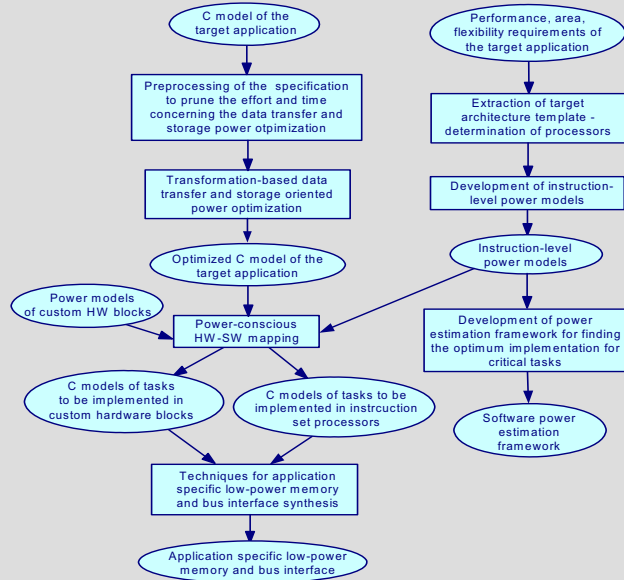 C model of the
target application
Performance, area,
flexibility requirements of
the target application
Preprocessing of the specification
to prune the effort and time
concerning the data transfer and
storage power otpimization
Extraction of target
architecture template -
determination of processors
Transformation-based data
transfer and storage oriented
power optimization
Development of instruction-
level power models
Optimized C model of the
target application
Instruction-level
power models
Power models
of custom HW blocks
Power-conscious
HW-SW mapping
Development of power
estimation framework for finding
the optimum implementation for
critical tasks
C models of tasks
to be implemented in
custom hardware blocks
C models of tasks to be
implemented in instrcuction
set processors
Software power
estimation
framework
Techniques for application
specific low-power memory
and bus interface synthesis
Application specific low-power
memory and bus interface